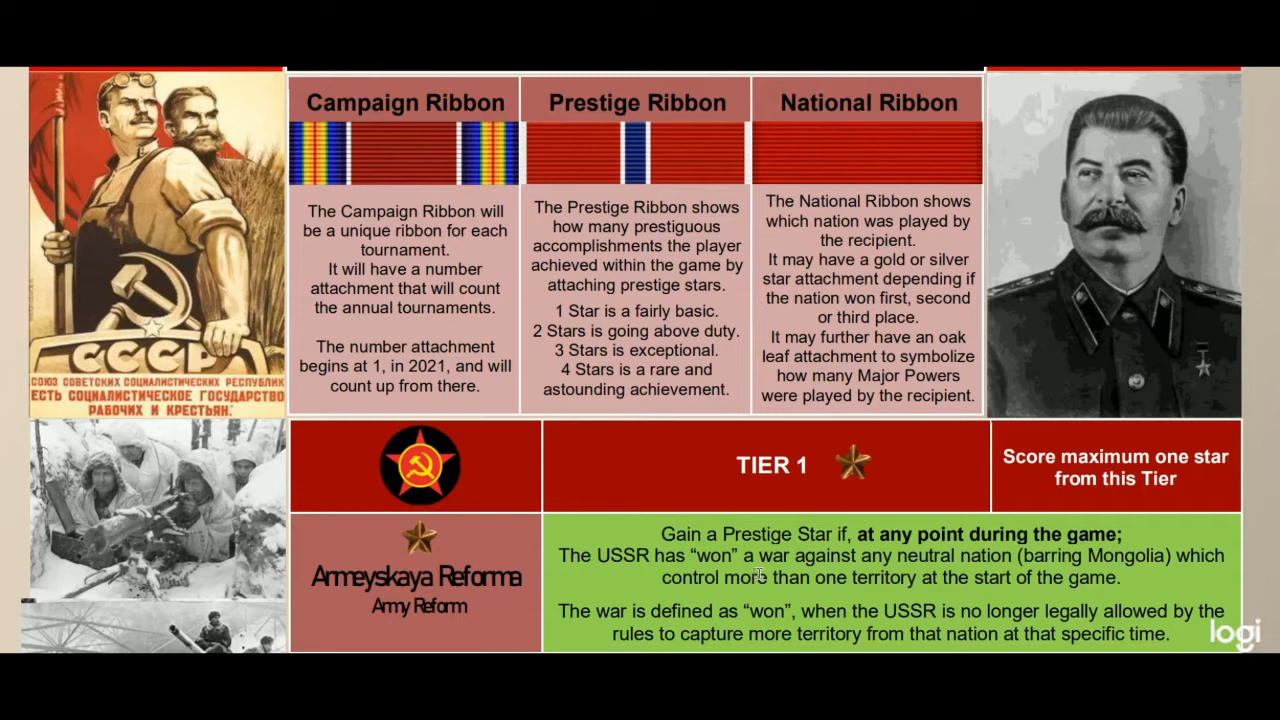 СССР
СОЮЗ СОВЕТСКИХ СОЦИАЛИСТИЧЕСКИХ РЕСПУБЛИК
ЕСТЬ СОЦИАЛИСТИЧЕСКОЕ ГОСУДАРСТВО
РАБОЧИХ И КРЕСТЬЯН."
Campaign Ribbon
The Campaign Ribbon will
be a unique ribbon for each
tournament.
It will have a number
attachment that will count
the annual tournaments.
The number attachment
begins at 1, in 2021, and will
count up from there.
Prestige Ribbon
The Prestige Ribbon shows
how many prestiguous
accomplishments the player
achieved within the game by
attaching prestige stars.
1 Star is a fairly basic.
2 Stars is going above duty.
3 Stars is exceptional.
4 Stars is a rare and
astounding achievement.
National Ribbon
The National Ribbon shows
which nation was played by
the recipient.
It may have a gold or silver
star attachment depending if
the nation won first, second
or third place.
It may further have an oak
leaf attachment to symbolize
how many Major Powers
were played by the recipient.
TIER 1
Score maximum one star
from this Tier
Armeyskaya Reforma
Army Reform
Gain a Prestige Star if, at any point during the game;
The USSR has “won” a war against any neutral nation (barring Mongolia) which
control more than one territory at the start of the game.
The war is defined as “won”, when the USSR is no longer legally allowed by the
rules to capture more territory from that nation at that specific time.
logi